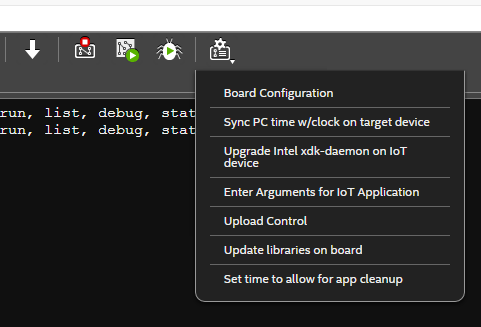 Board Configuration
run, list, debug, stat
Sync PC time w/clock on target device
run, list, debug, stat
Upgrade Intel xdk-daemon on IoT
device
Enter Arguments for IoT Application
Upload Control
Update libraries on board
Set time to allow for app cleanup